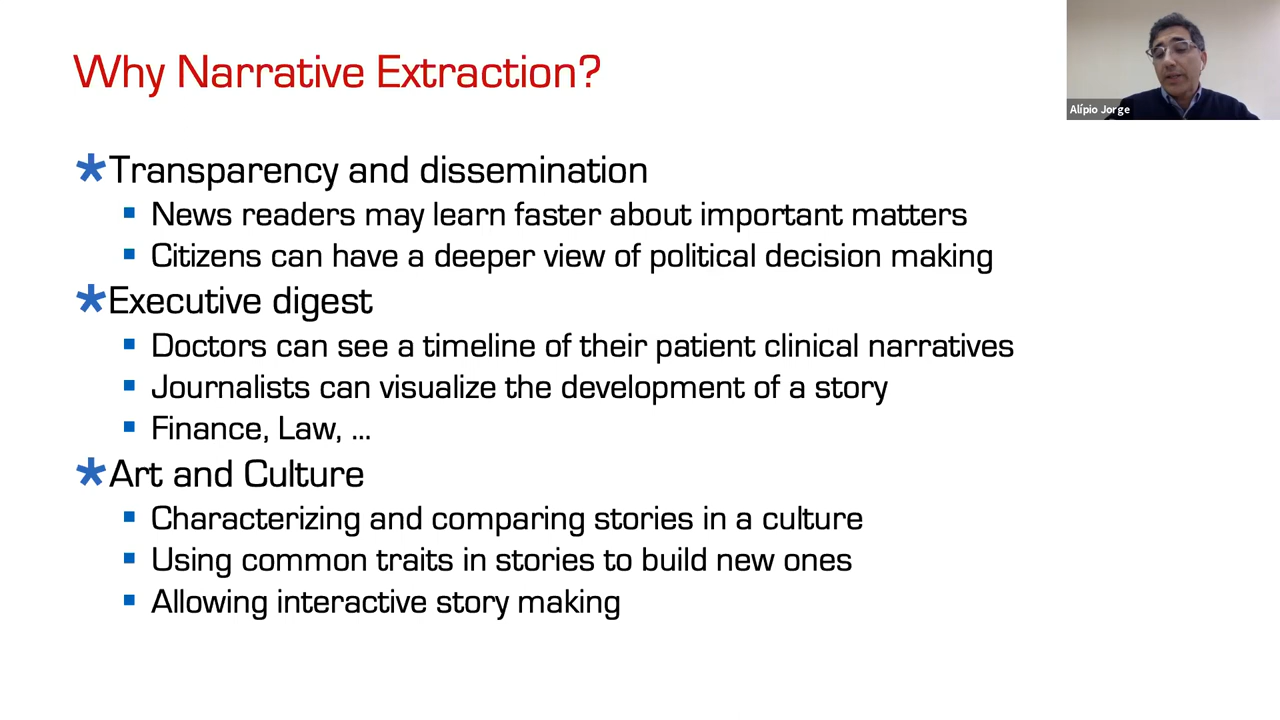 Why Narrative Extraction?
Alípio Jorge
Transparency and dissemination
News readers may learn faster about important matters
Citizens can have a deeper view of political decision making
Executive digest
Doctors can see a timeline of their patient clinical narratives
Journalists can visualize the development of a story
Finance, Law, ...
Art and Culture
Characterizing and comparing stories in a culture
Using common traits in stories to build new ones
Allowing interactive story making